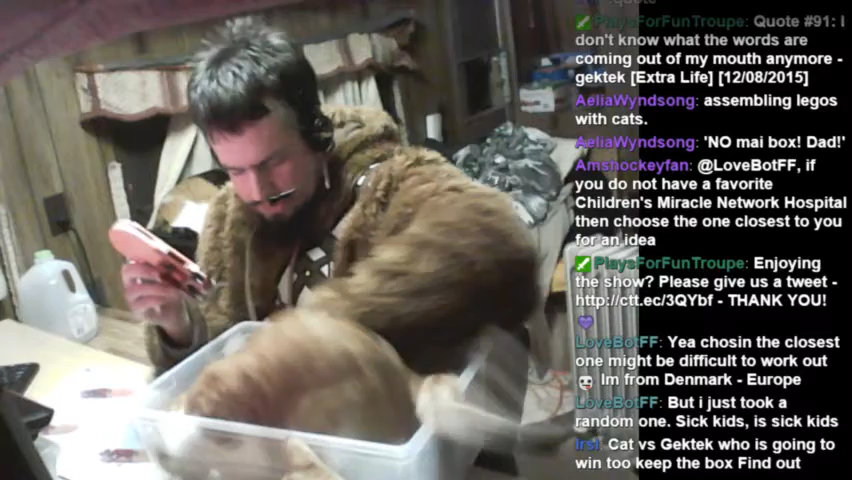 :quote
PlaysForFunTroupe: Quote #91: I
don't know what the words are
coming out of my mouth anymore -
gektek [Extra Life] [12/08/2015]
AeliaWyndsong: assembling legos
with cats.
AeliaWyndsong: 'NO mai box! Dad!'
Amshockeyfan: @LoveBotFF, if
you do not have a favorite
Children's Miracle Network Hospital
then choose the one closest to you
for an idea
PlaysForFunTroupe: Enjoying
the show? Please give us a tweet -
http://ctt.ec/3QYbf - THANK YOU!
LoveBotFF: Yea chosin the closest
one might be difficult to work out
Im from Denmark - Europe
LoveBotFF: But i just took a
random one. Sick kids, is sick kids
Irsi: Cat vs Gektek who is going to
win too keep the box Find out